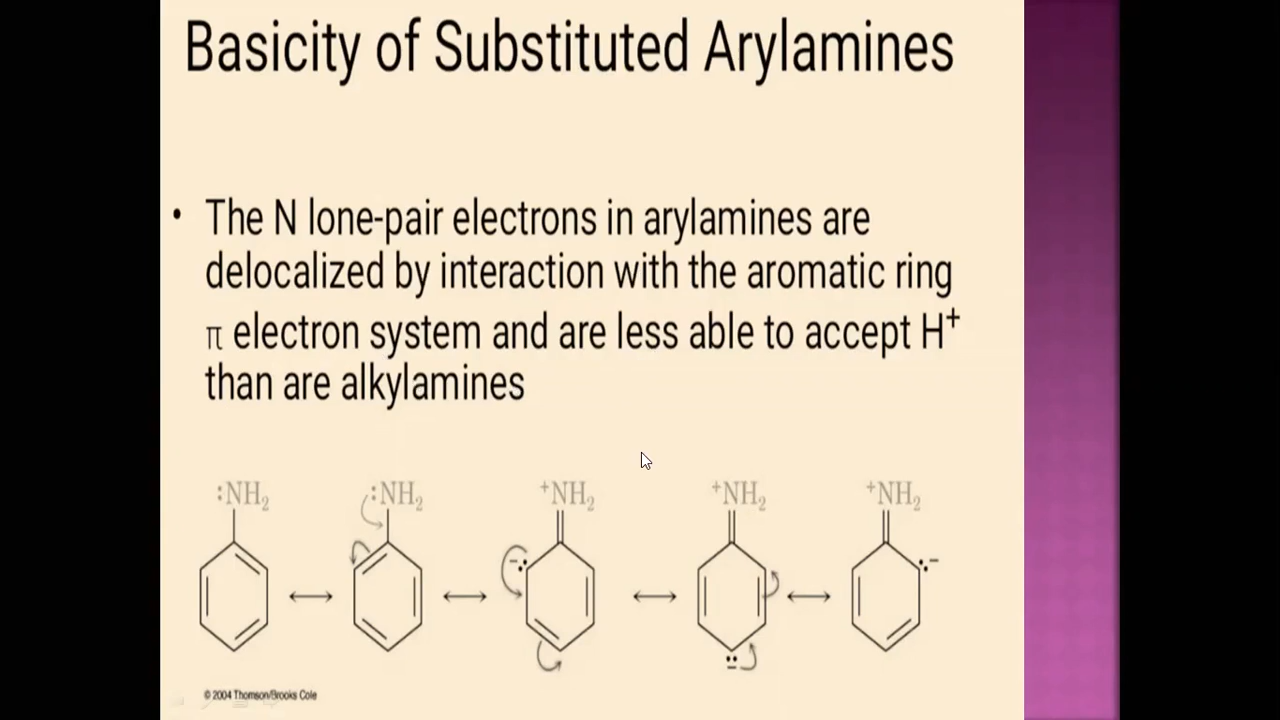 Basicity of Substituted Arylamines
• The N lone-pair electrons in arylamines are
delocalized by interaction with the aromatic ring
π electron system and are less able to accept H⁺
than are alkylamines
:NH₂ :NH₂ ⁺NH₂ ⁺NH₂ ⁺NH₂
© 2004 Thomson/Brooks Cole